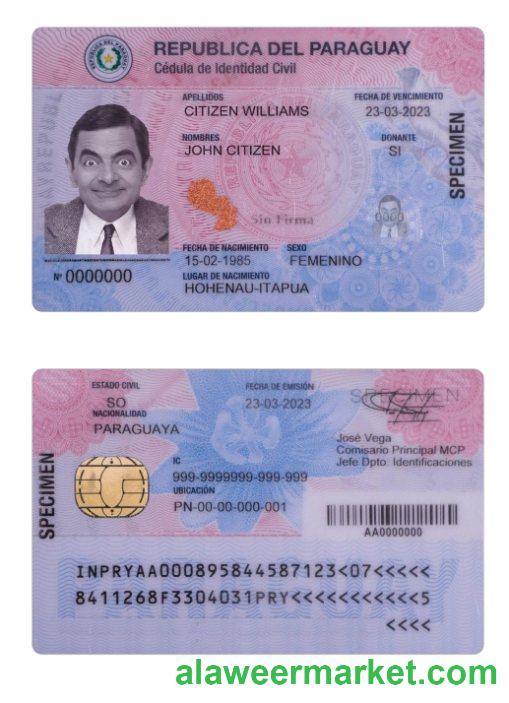 REPUBLICA DEL PARAGUAY
REPUBLICA DEL PARAGUAY
Cédula de Identidad Civil
APELLIDOS
CITIZEN WILLIAMS
FECHA DE VENCIMIENTO
23-03-2023
NOMBRES
JOHN CITIZEN
DONANTE
SI
SPECIMEN
Sin Firma
FECHA DE NACIMIENTO
15-02-1985
SEXO
FEMENINO
Nº 0000000
LUGAR DE NACIMIENTO
HOHENAU-ITAPUA
ESTADO CIVIL
SO
FECHA DE EMISIÓN
23-03-2023
SPECIMEN
NACIONALIDAD
PARAGUAYA
José Vega
Comisario Principal MCP
Jefe Dpto. Identificaciones
SPECIMEN
IC
999-9999999-999-999
UBICACIÓN
PN-00-00-000-001
AA0000000
INPRYAA000895844587123<07<<<<<
8411268F3304031PRY<<<<<<<<<<<5
<<<<
alaweermarket.com